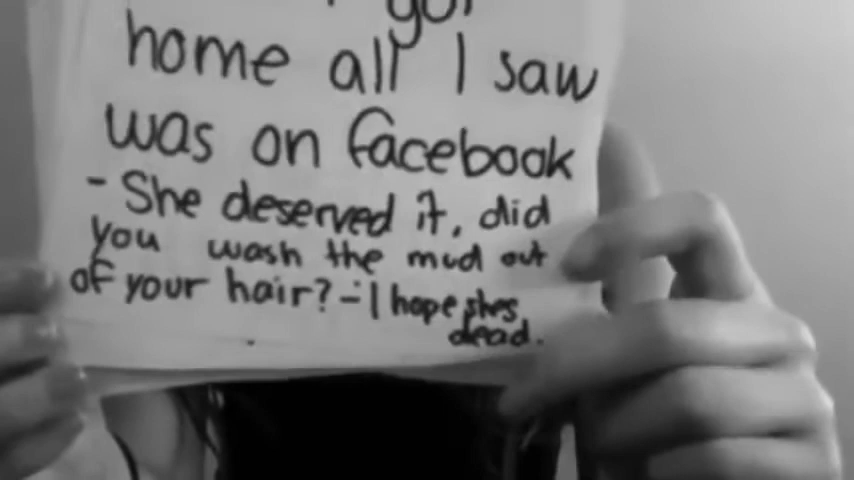 got
home all I saw
was on facebook
- She deserved it, did
you wash the mud out
of your hair? - I hope shes
dead.